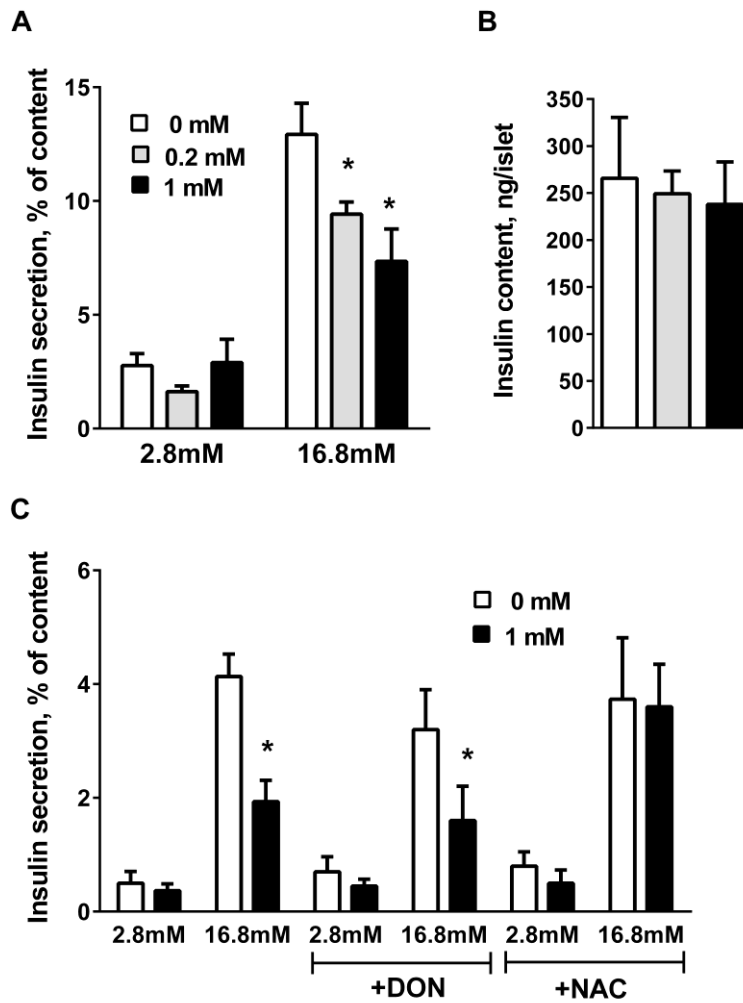 A
Insulin secretion, % of content
15
10
5
0
0 mM
0.2 mM
1 mM
*
*
2.8mM 16.8mM
B
Insulin content, ng/islet
350
300
250
200
150
100
50
0
C
Insulin secretion, % of content
6
4
2
0
0 mM
1 mM
*
*
2.8mM 16.8mM 2.8mM 16.8mM 2.8mM 16.8mM
+DON +NAC